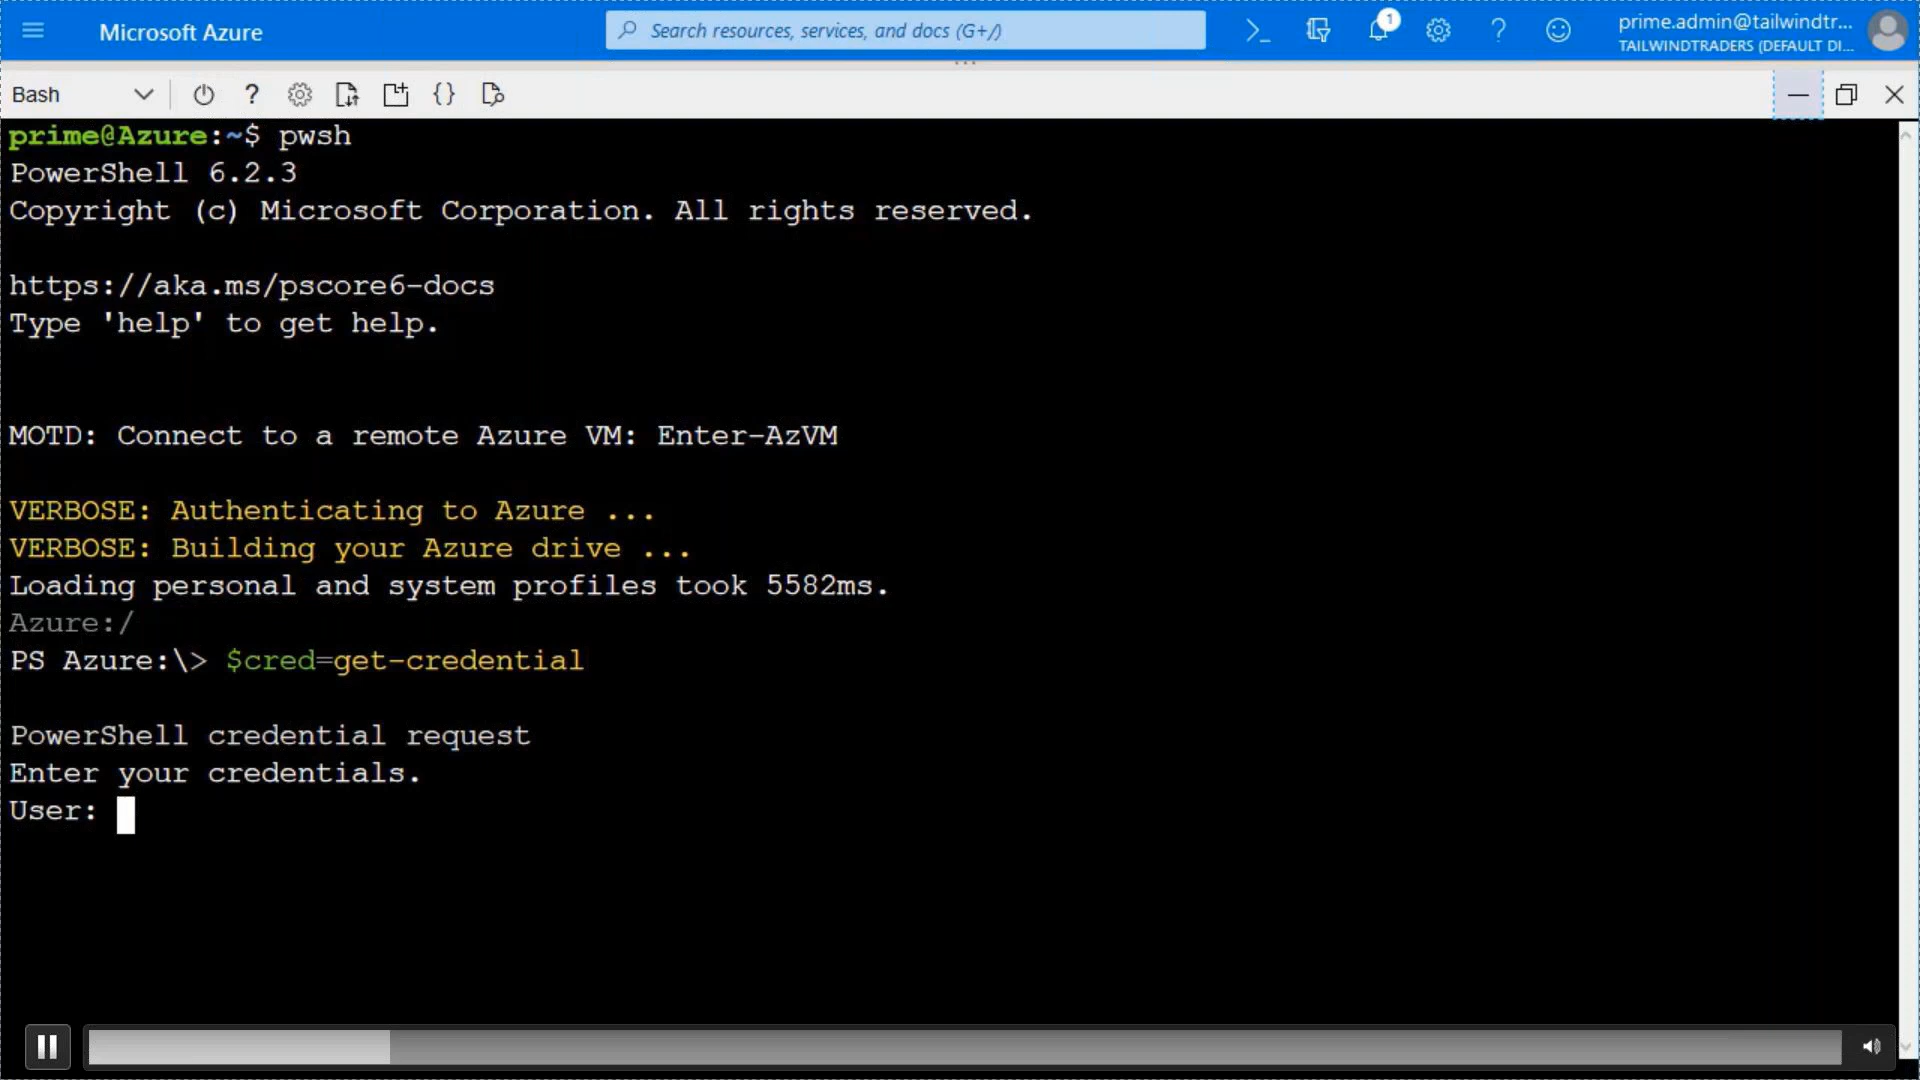 Microsoft Azure
Search resources, services, and docs (G+/)
>_
1
?
prime.admin@tailwindtr...
TAILWINDTRADERS (DEFAULT DI...
Bash
?
{}
prime@Azure:~$ pwsh
PowerShell 6.2.3
Copyright (c) Microsoft Corporation. All rights reserved.
https://aka.ms/pscore6-docs
Type 'help' to get help.
MOTD: Connect to a remote Azure VM: Enter-AzVM
VERBOSE: Authenticating to Azure ...
VERBOSE: Building your Azure drive ...
Loading personal and system profiles took 5582ms.
Azure:/
PS Azure:\> $cred=get-credential
PowerShell credential request
Enter your credentials.
User: